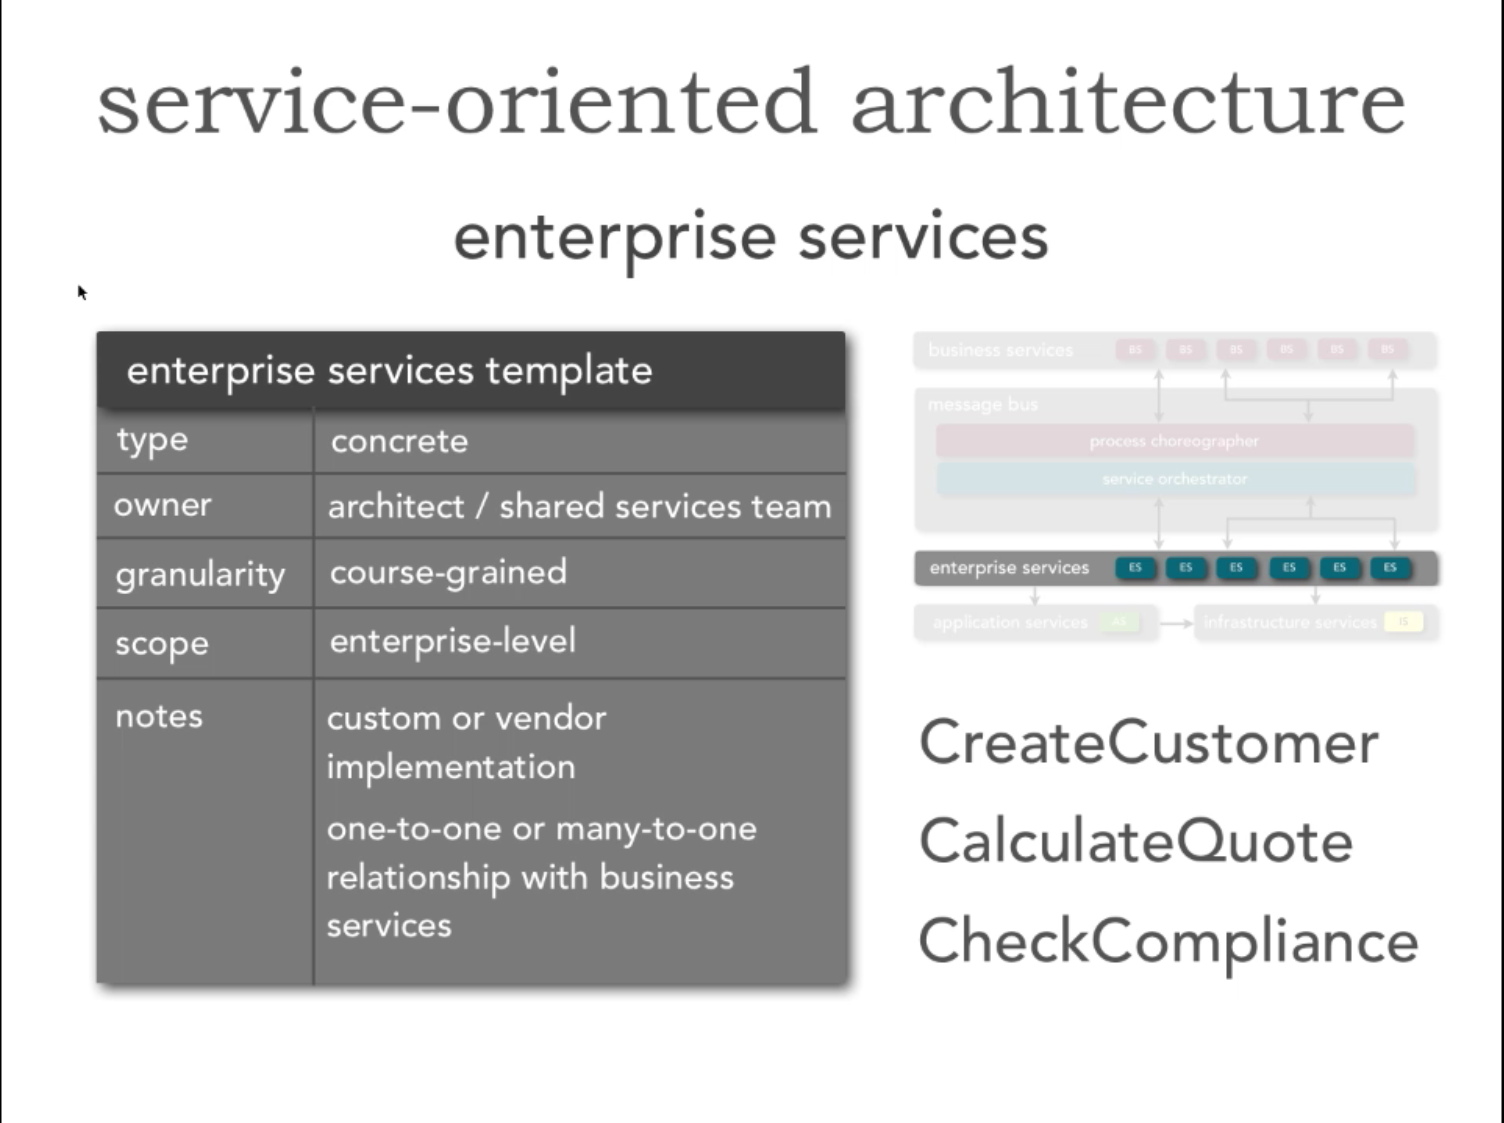 service-oriented architecture
enterprise services
enterprise services template
type
concrete
owner
architect / shared services team
granularity
course-grained
scope
enterprise-level
notes
custom or vendor
implementation
one-to-one or many-to-one
relationship with business
services
business services
BS BS BS BS BS BS
message bus
process choreographer
service orchestrator
enterprise services
ES ES ES ES ES ES
application services
AS
infrastructure services
IS
CreateCustomer
CalculateQuote
CheckCompliance